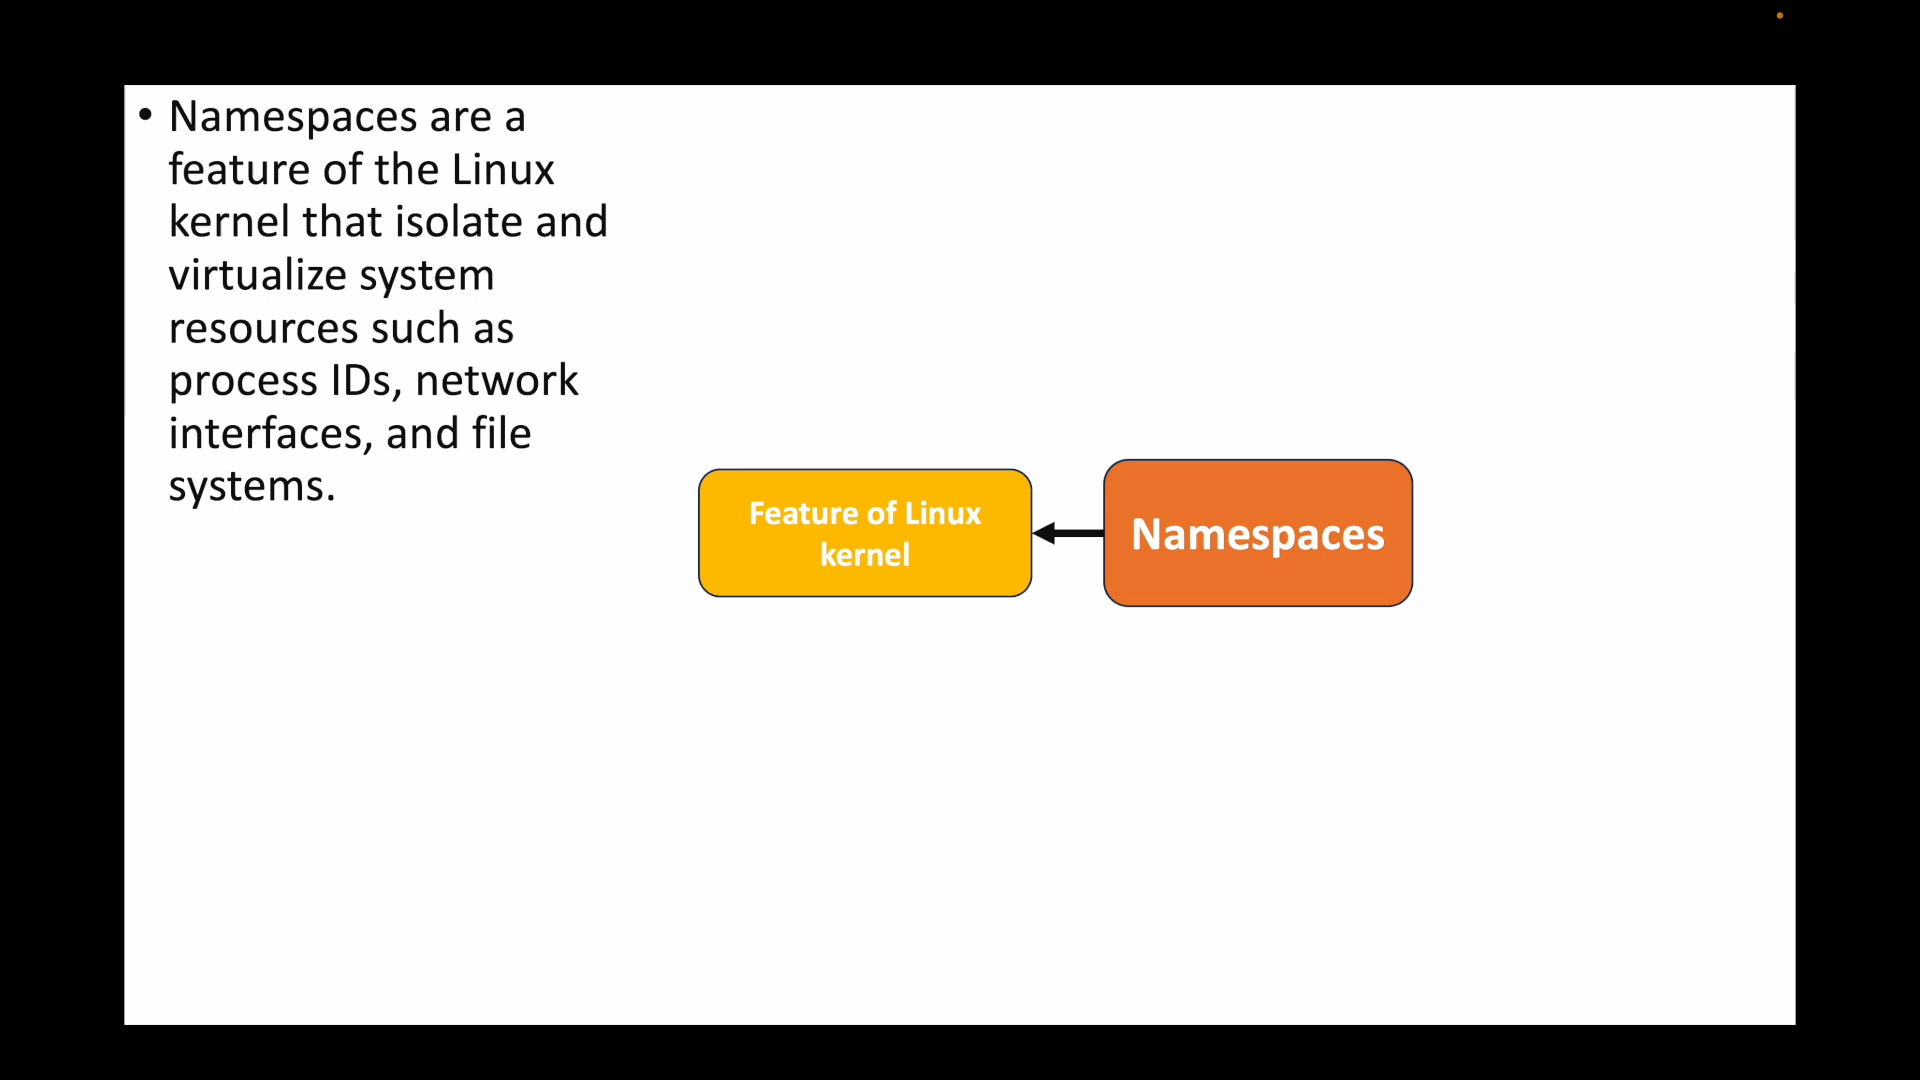 • Namespaces are a
feature of the Linux
kernel that isolate and
virtualize system
resources such as
process IDs, network
interfaces, and file
systems.
Feature of Linux
kernel
Namespaces